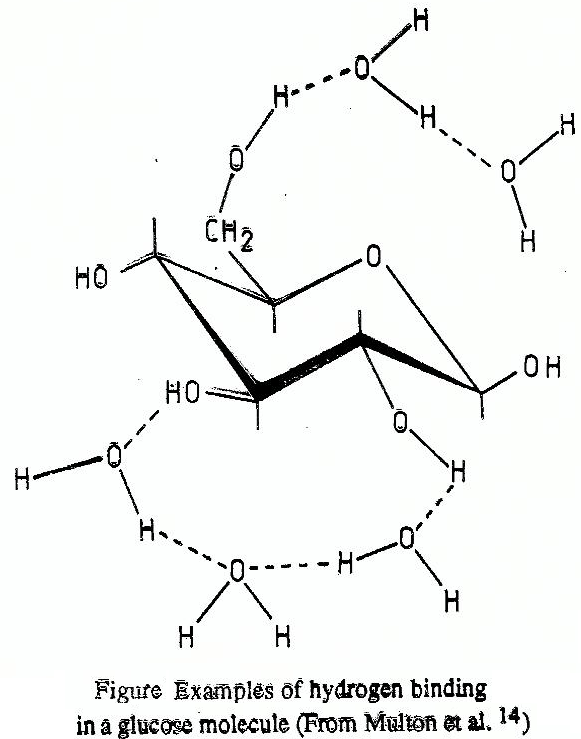 H
O
H
H
H
O
O
CH2
H
O
HO
OH
HO
O
O
H
H
H
O
H
O
H
H H
Figure Examples of hydrogen binding
in a glucose molecule (From Multon et al. 14)